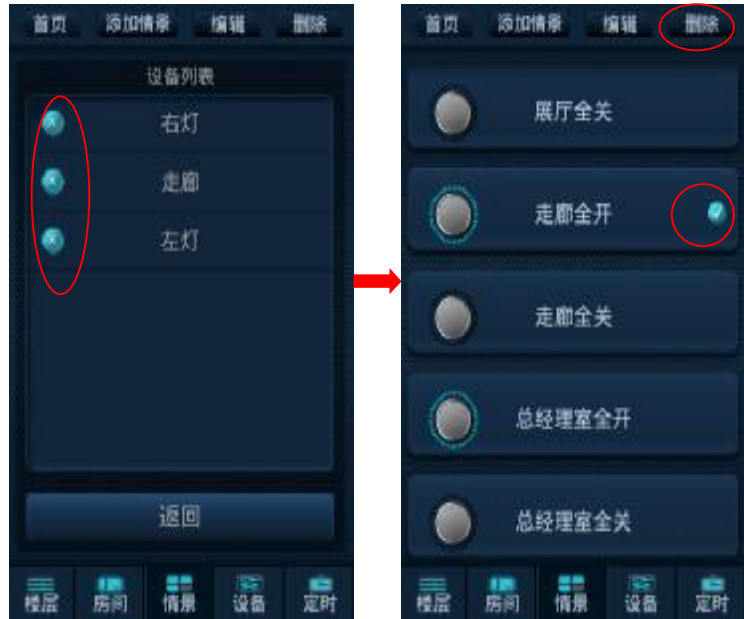 首页 添加情景 编辑 删除
设备列表
右灯
走廊
左灯
返回
楼层 房间 情景 设备 定时
首页 添加情景 编辑 删除
展厅全关
走廊全开
走廊全关
总经理室全开
总经理室全关
楼层 房间 情景 设备 定时